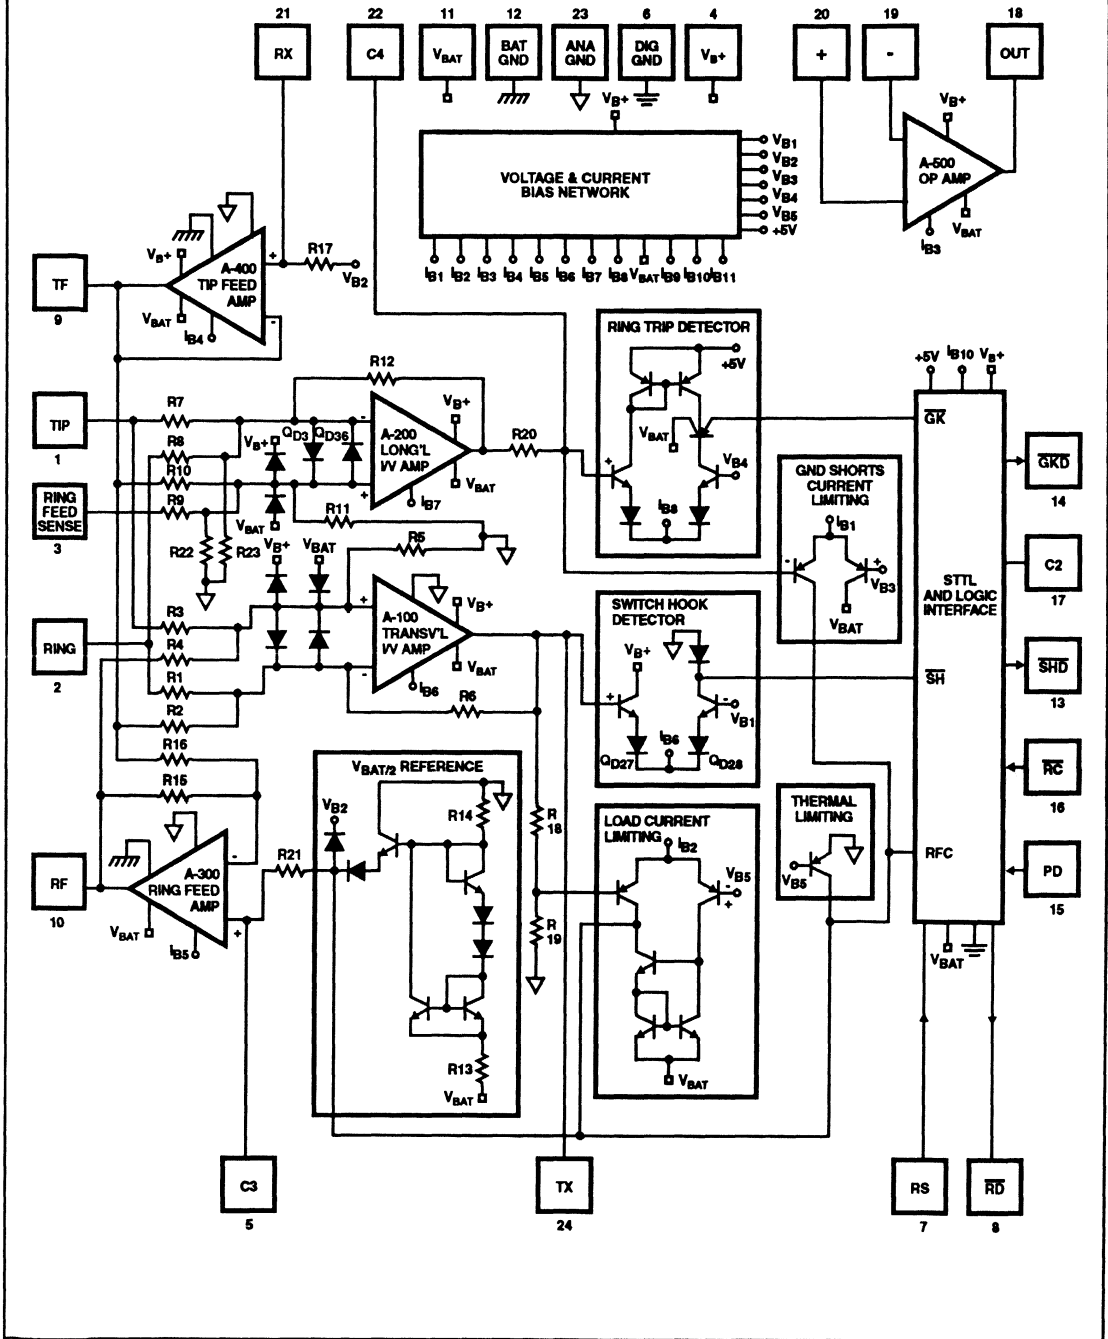 21 22 11 12 23 6 4 20 19 18
RX C4 VBAT BAT GND ANA GND DIG GND VB+ + - OUT
VB+
VOLTAGE & CURRENT
BIAS NETWORK
VB1
VB2
VB3
VB4
VB5
+5V
IB1 IB2 IB3 IB4 IB5 IB6 IB7 IB8 VBAT IB9 IB10 IB11
VB+
A-500
OP AMP
VBAT
IB3
TF
9
VB+
A-400
TIP FEED
AMP
+
-
VBAT
IB4
R17
VB2
RING TRIP DETECTOR
+5V
VBAT
+
VB4
IB8
+5V IB10 VB+
GK
STTL
AND LOGIC
INTERFACE
SH
RFC
VBAT
GKD
14
C2
17
SHD
13
RC
16
PD
15
TIP
1
R7
R8
R10
R9
R12
QD3 QD36
VB+
VBAT
-
A-200
LONG'L
I/V AMP
+
VB+
VBAT
IB7
R20
RING
FEED
SENSE
3
R22 R23
R11
R5
VB+ VBAT
GND SHORTS
CURRENT
LIMITING
IB1
-
+
VB3
VBAT
RING
2
R3
R4
R1
R2
R16
R15
+
A-100
TRANSV'L
I/V AMP
-
VB+
VBAT
IB6
R6
SWITCH HOOK
DETECTOR
VB+
+
-
VB1
IB6
QD27 QD28
VBAT/2 REFERENCE
VB2
R14
R13
VBAT
R
18
R
19
LOAD CURRENT
LIMITING
IB2
VB5
-
+
VBAT
THERMAL
LIMITING
VB5
RF
10
-
A-300
RING FEED
AMP
+
VBAT
IB5
R21
C3
5
TX
24
RS
7
RD
8